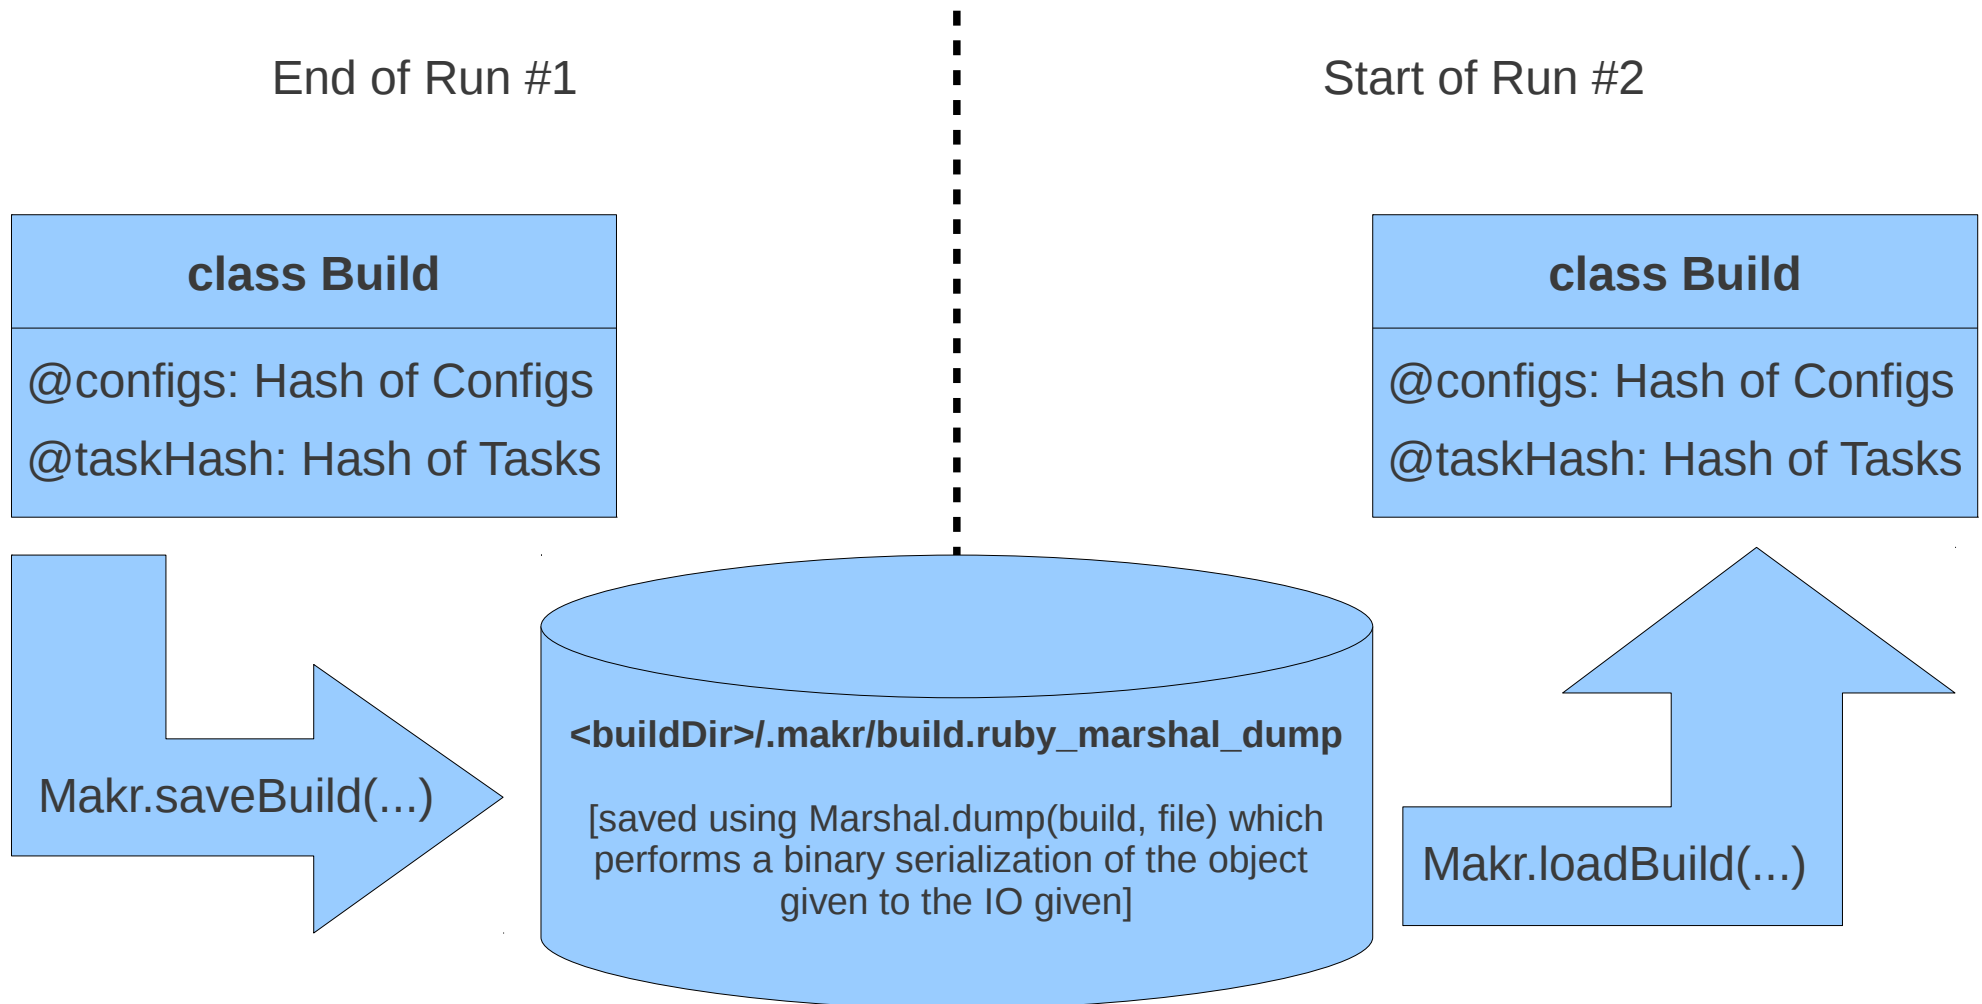 End of Run #1
Start of Run #2
class Build
@configs: Hash of Configs
@taskHash: Hash of Tasks
class Build
@configs: Hash of Configs
@taskHash: Hash of Tasks
Makr.saveBuild(...)
<buildDir>/.makr/build.ruby_marshal_dump
[saved using Marshal.dump(build, file) which
performs a binary serialization of the object
given to the IO given]
Makr.loadBuild(...)